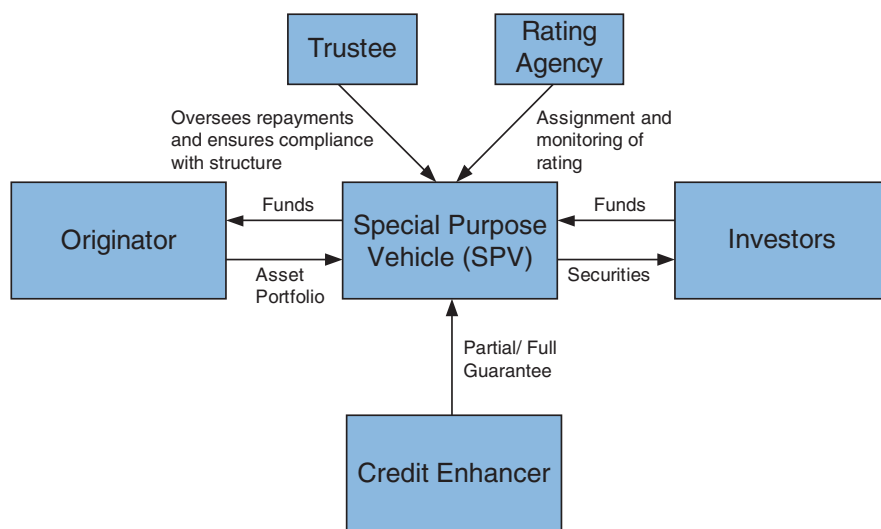 Trustee
Rating
Agency
Oversees repayments
and ensures compliance
with structure
Assignment and
monitoring of
rating
Originator
Funds
Asset
Portfolio
Special Purpose
Vehicle (SPV)
Funds
Securities
Investors
Partial/ Full
Guarantee
Credit Enhancer